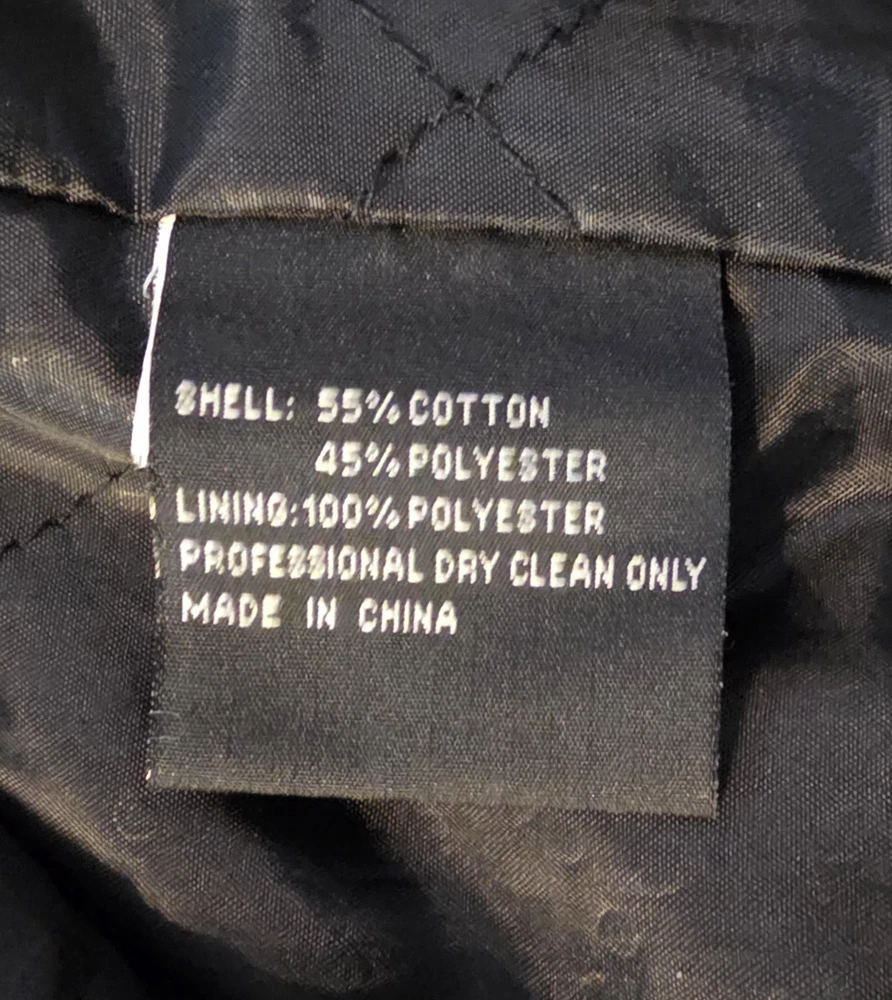 SHELL: 55% COTTON
45% POLYESTER
LINING:100% POLYESTER
PROFESSIONAL DRY CLEAN ONLY
MADE IN CHINA